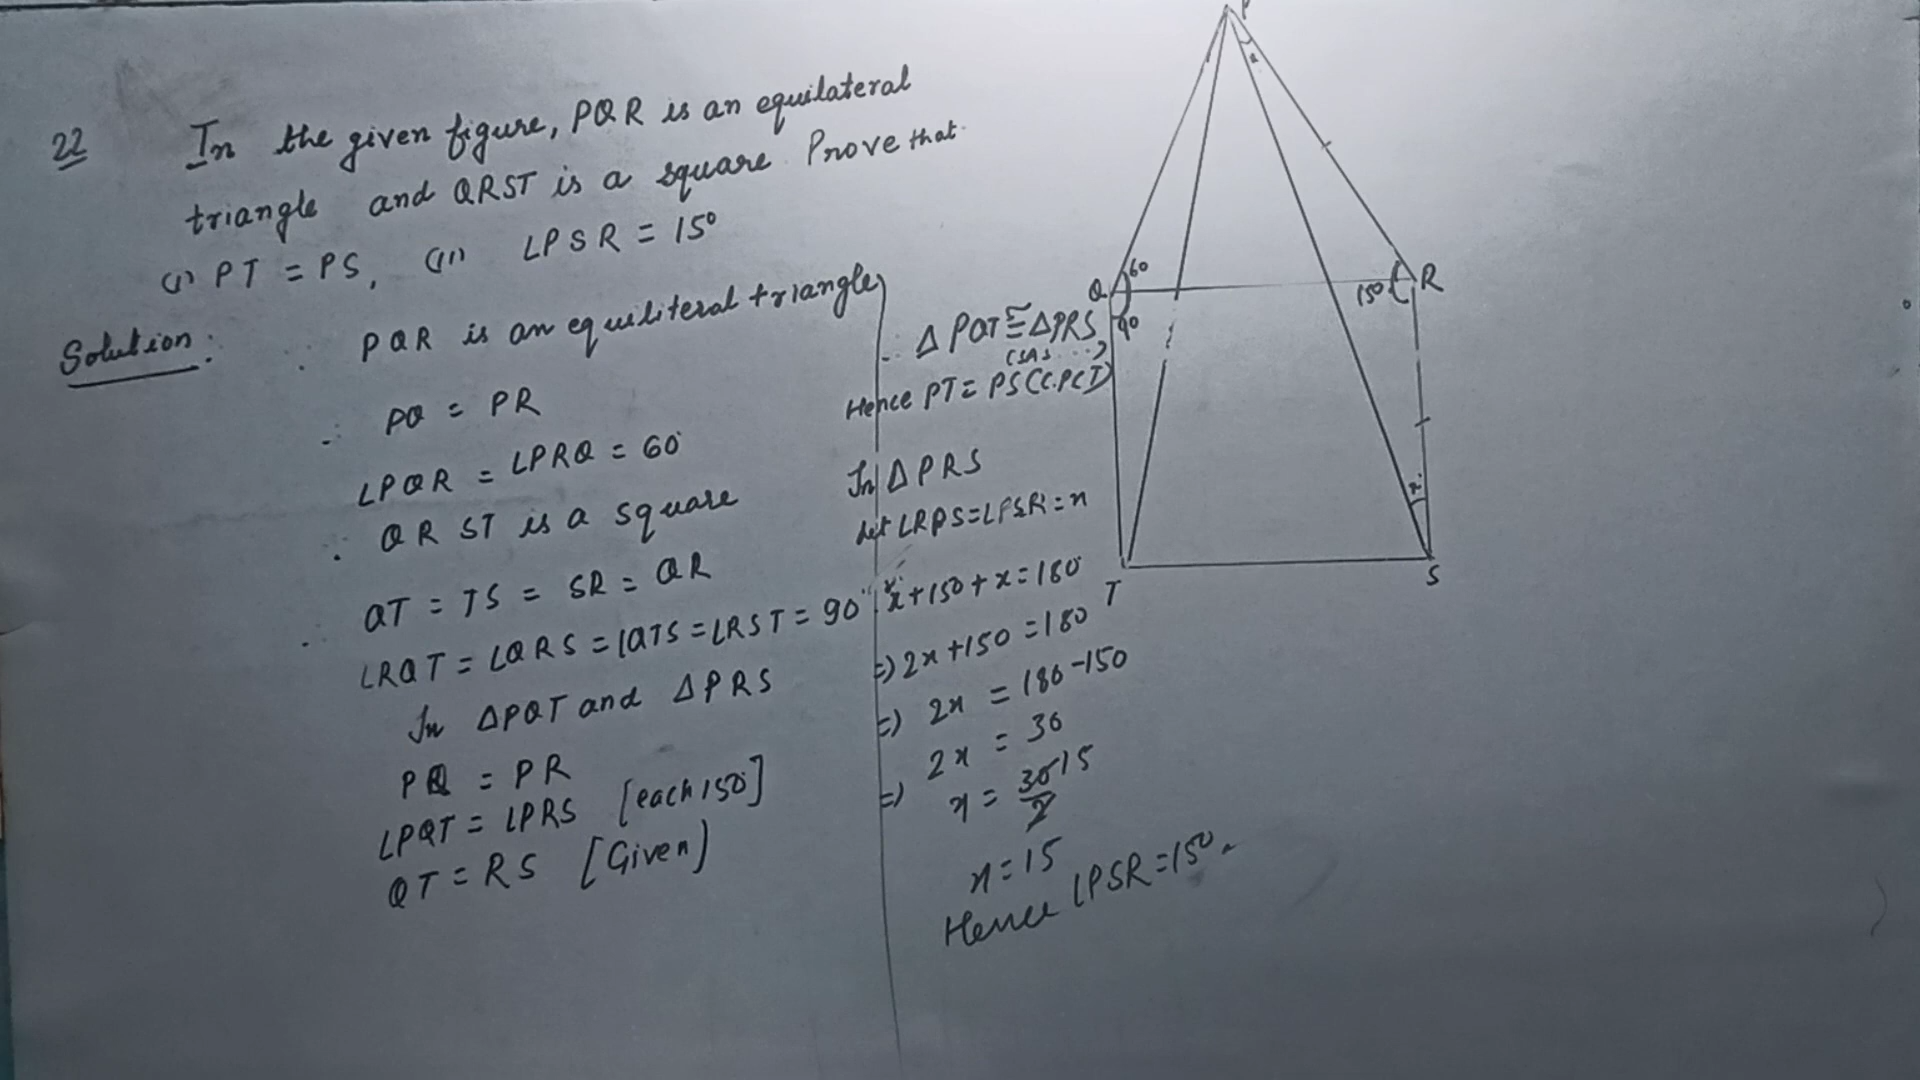 22 In the given figure, PQR is an equilateral
triangle and QRST is a square Prove that
(i) PT = PS, (ii) ∠PSR = 15°
Solution: ∵ PQR is an equiliteral triangle
∴ PQ = PR
∠PQR = ∠PRQ = 60°
∵ QRST is a square
QT = TS = SR = QR
∴ ∠RQT = ∠QRS = ∠QTS = ∠RST = 90°
In ΔPQT and ΔPRS
PQ = PR
∠PQT = ∠PRS [each 150°]
QT = RS [Given)
∴ ΔPQT ≅ ΔPRS
(SAS ...)
Hence PT = PS (C.P.C.T)
In ΔPRS
let ∠RPS = ∠PSR = x
x + 150 + x = 180°
=) 2x + 150 = 180
=) 2x = 180 - 150
2x = 30
=) x = 30 15
2
x = 15
Hence ∠PSR = 15°
P
x
60
Q
90
150
R
x
T
S